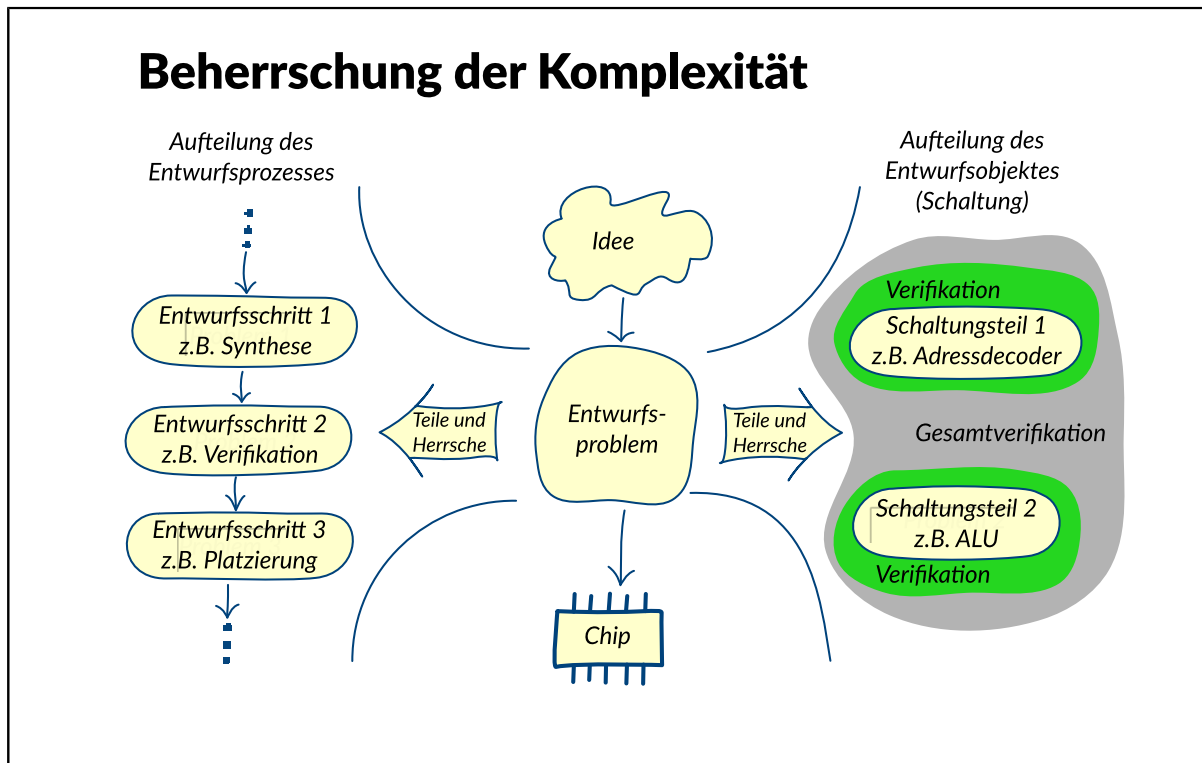 Beherrschung der Komplexität
Aufteilung des
Entwurfsprozesses
Entwurfsschritt 1
z.B. Synthese
Entwurfsschritt 2
z.B. Verifikation
Entwurfsschritt 3
z.B. Platzierung
Teile und
Herrsche
Idee
Entwurfs-
problem
Chip
Teile und
Herrsche
Aufteilung des
Entwurfsobjektes
(Schaltung)
Verifikation
Schaltungsteil 1
z.B. Adressdecoder
Gesamtverifikation
Schaltungsteil 2
z.B. ALU
Verifikation